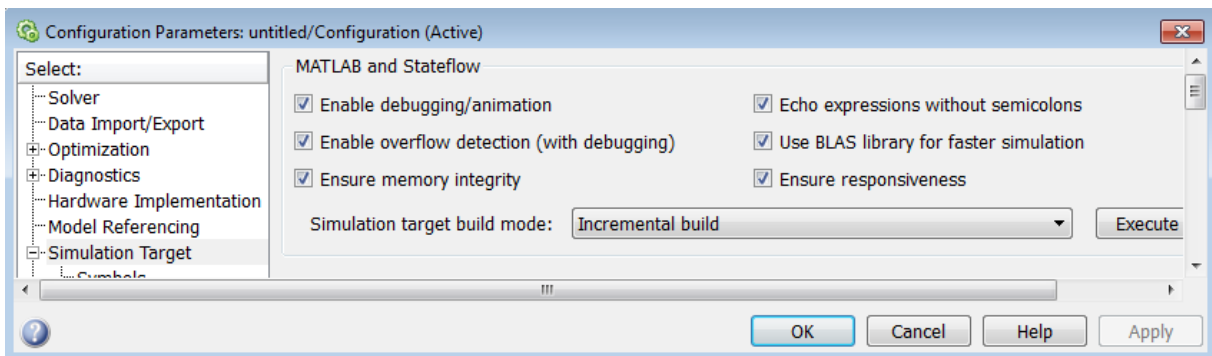 Configuration Parameters: untitled/Configuration (Active)
Select:
Solver
Data Import/Export
Optimization
Diagnostics
Hardware Implementation
Model Referencing
Simulation Target
Symbols
MATLAB and Stateflow
Enable debugging/animation
Echo expressions without semicolons
Enable overflow detection (with debugging)
Use BLAS library for faster simulation
Ensure memory integrity
Ensure responsiveness
Simulation target build mode: Incremental build Execute
OK Cancel Help Apply